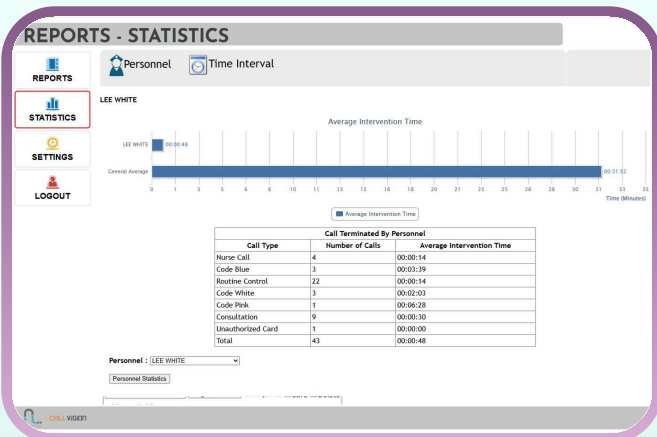 REPORTS - STATISTICS
REPORTS
STATISTICS
SETTINGS
LOGOUT
Personnel
Time Interval
LEE WHITE
Average Intervention Time
LEE WHITE 00:00:48
General Average 00:31:52
0 1 3 5 6 8 10 11 13 15 16 18 20 21 23 25 26 28 30 31 33 35
Time (Minutes)
Average Intervention Time
Call Terminated By Personnel
Call Type Number of Calls Average Intervention Time
Nurse Call 4 00:00:14
Code Blue 3 00:03:39
Routine Control 22 00:00:14
Code White 3 00:02:03
Code Pink 1 00:06:28
Consultation 9 00:00:30
Unauthorized Card 1 00:00:00
Total 43 00:00:48
Personnel : LEE WHITE
Personnel Statistics
CALLVISION